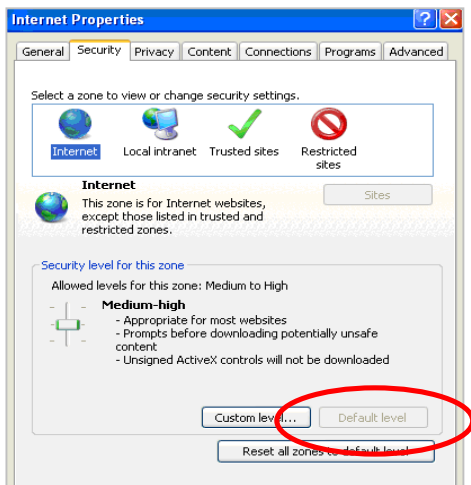 Internet Properties
General Security Privacy Content Connections Programs Advanced
Select a zone to view or change security settings.
Internet Local intranet Trusted sites Restricted
sites
Internet
Sites
This zone is for Internet websites,
except those listed in trusted and
restricted zones.
Security level for this zone
Allowed levels for this zone: Medium to High
Medium-high
- Appropriate for most websites
- Prompts before downloading potentially unsafe
content
- Unsigned ActiveX controls will not be downloaded
Custom level... Default level
Reset all zones to default level